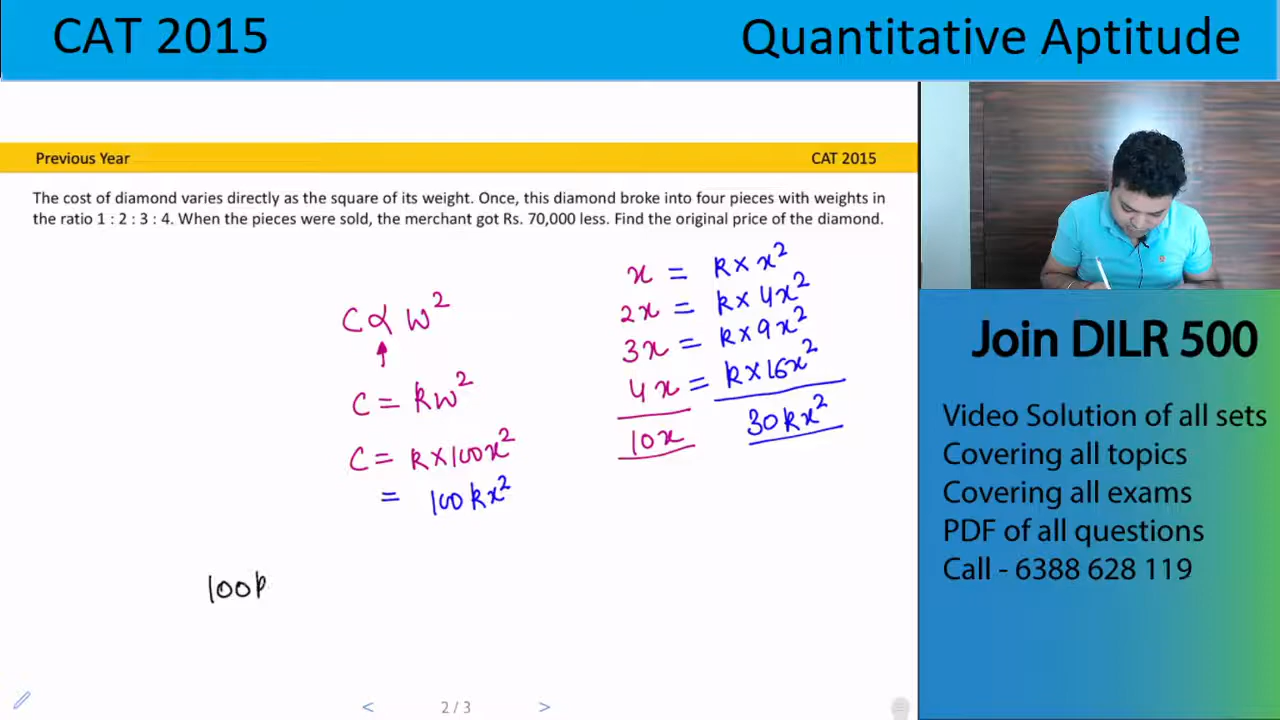 CAT 2015
Quantitative Aptitude
Previous Year
CAT 2015
The cost of diamond varies directly as the square of its weight. Once, this diamond broke into four pieces with weights in
the ratio 1 : 2 : 3 : 4. When the pieces were sold, the merchant got Rs. 70,000 less. Find the original price of the diamond.
C ∝ w²
C = kw²
C = k×100x²
= 100kx²
x = k×x²
2x = k×4x²
3x = k×9x²
4x = k×16x²
10x 30kx²
100k
Join DILR 500
Video Solution of all sets
Covering all topics
Covering all exams
PDF of all questions
Call - 6388 628 119
< 2 / 3 >